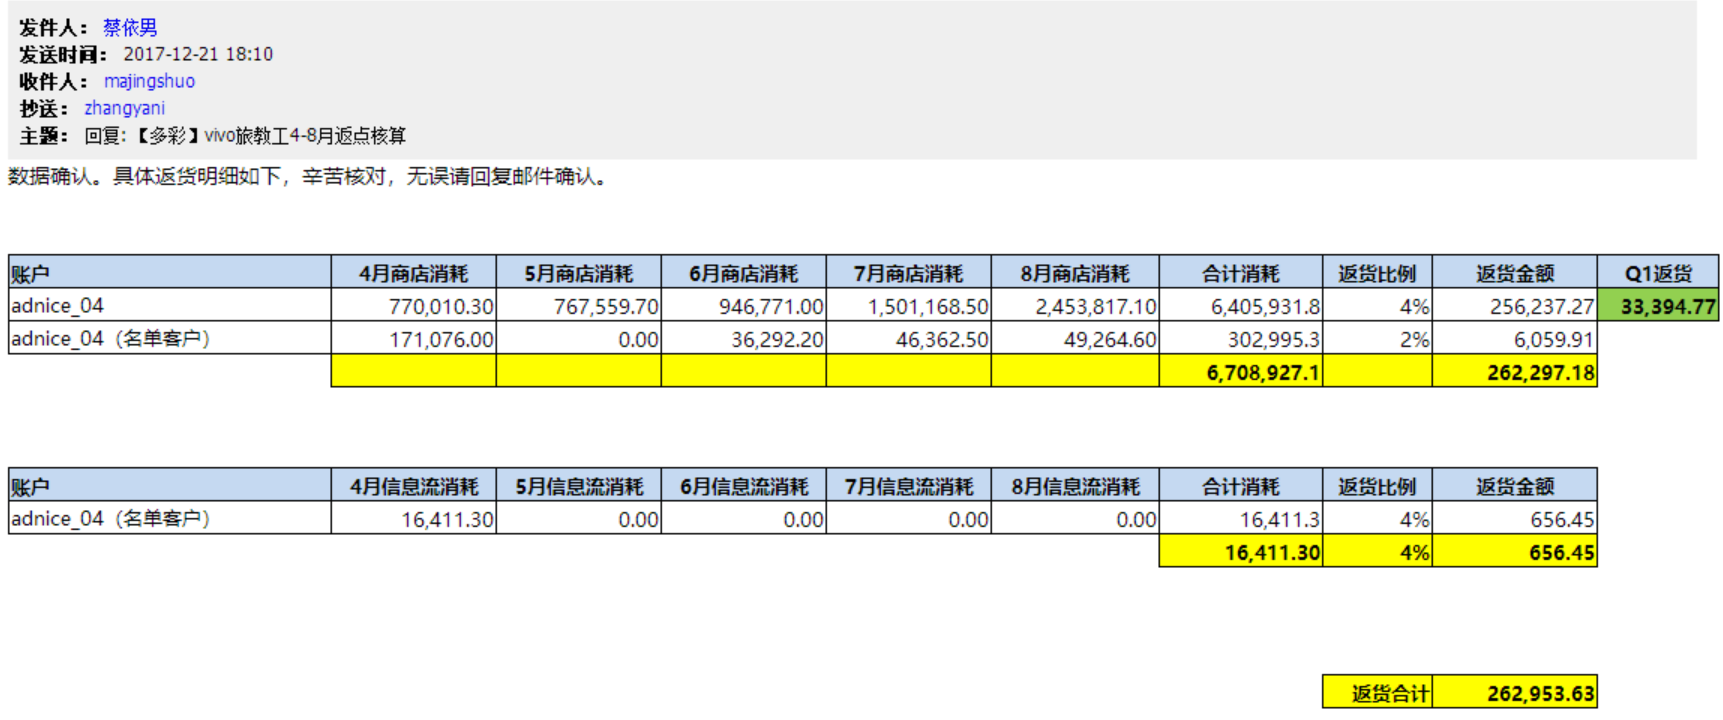 发件人： 蔡依男
发送时间： 2017-12-21 18:10
收件人： majingshuo
抄送： zhangyani
主题： 回复:【多彩】vivo旅教工4-8月返点核算
数据确认。具体返货明细如下，辛苦核对，无误请回复邮件确认。
账户 4月商店消耗 5月商店消耗 6月商店消耗 7月商店消耗 8月商店消耗 合计消耗 返货比例 返货金额 Q1返货
adnice_04 770,010.30 767,559.70 946,771.00 1,501,168.50 2,453,817.10 6,405,931.8 4% 256,237.27 33,394.77
adnice_04（名单客户） 171,076.00 0.00 36,292.20 46,362.50 49,264.60 302,995.3 2% 6,059.91
6,708,927.1 262,297.18
账户 4月信息流消耗 5月信息流消耗 6月信息流消耗 7月信息流消耗 8月信息流消耗 合计消耗 返货比例 返货金额
adnice_04（名单客户） 16,411.30 0.00 0.00 0.00 0.00 16,411.3 4% 656.45
16,411.30 4% 656.45
返货合计 262,953.63